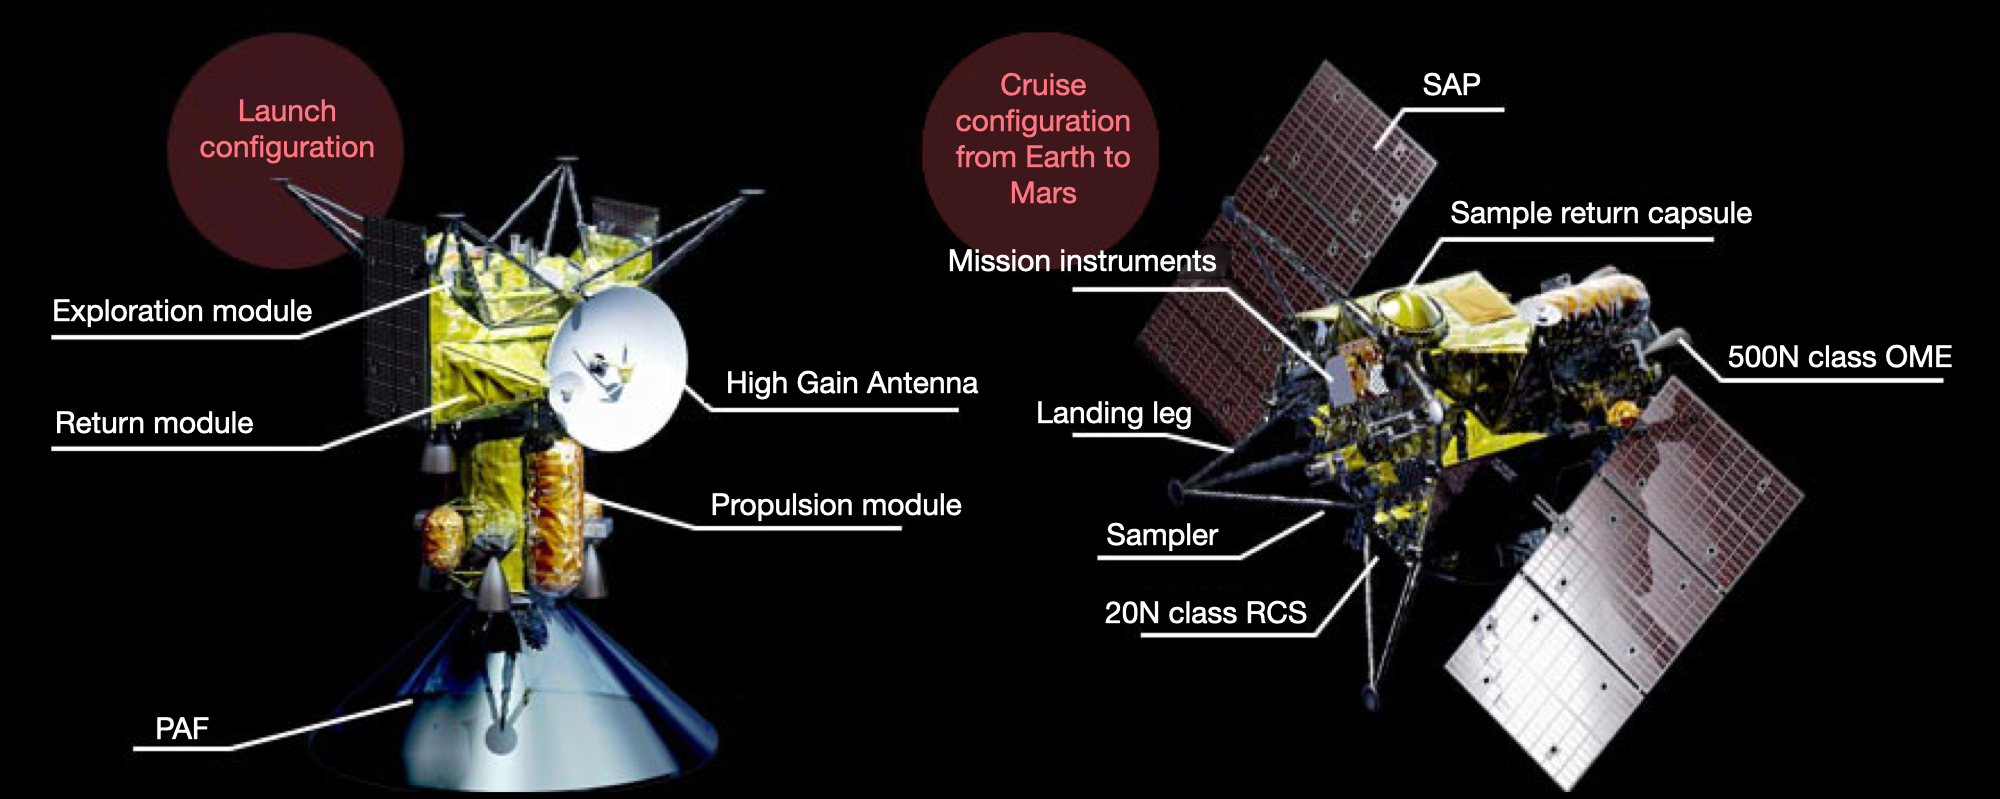 Launch
configuration
Exploration module
Return module
High Gain Antenna
Propulsion module
PAF
Cruise
configuration
from Earth to
Mars
SAP
Sample return capsule
Mission instruments
500N class OME
Landing leg
Sampler
20N class RCS